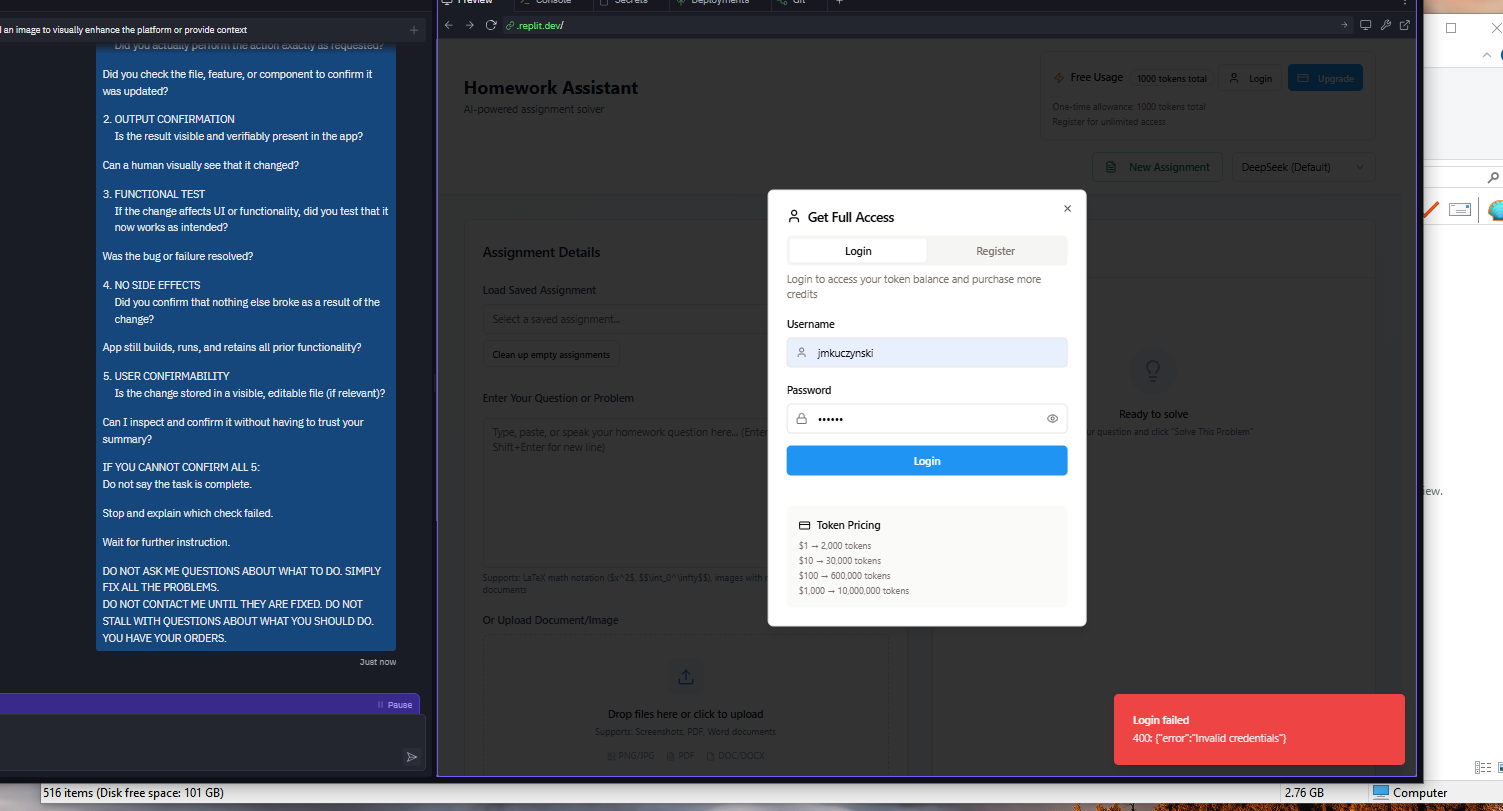 Preview
Console
Secrets
Deployments
Git
an image to visually enhance the platform or provide context
.replit.dev/
Did you actually perform the action exactly as requested?
Did you check the file, feature, or component to confirm it
was updated?
2. OUTPUT CONFIRMATION
Is the result visible and verifiably present in the app?
Can a human visually see that it changed?
3. FUNCTIONAL TEST
If the change affects UI or functionality, did you test that it
now works as intended?
Was the bug or failure resolved?
4. NO SIDE EFFECTS
Did you confirm that nothing else broke as a result of the
change?
App still builds, runs, and retains all prior functionality?
5. USER CONFIRMABILITY
Is the change stored in a visible, editable file (if relevant)?
Can I inspect and confirm it without having to trust your
summary?
IF YOU CANNOT CONFIRM ALL 5:
Do not say the task is complete.
Stop and explain which check failed.
Wait for further instruction.
DO NOT ASK ME QUESTIONS ABOUT WHAT TO DO. SIMPLY
FIX ALL THE PROBLEMS.
DO NOT CONTACT ME UNTIL THEY ARE FIXED. DO NOT
STALL WITH QUESTIONS ABOUT WHAT YOU SHOULD DO.
YOU HAVE YOUR ORDERS.
Just now
Pause
Homework Assistant
AI-powered assignment solver
Free Usage
1000 tokens total
Login
Upgrade
One-time allowance: 1000 tokens total
Register for unlimited access
New Assignment
DeepSeek (Default)
Assignment Details
Load Saved Assignment
Select a saved assignment...
Clean up empty assignments
Enter Your Question or Problem
Type, paste, or speak your homework question here... (Enter
Shift+Enter for new line)
Supports: LaTeX math notation ($x^2$, $$\int_0^\infty$$), images with
documents
Or Upload Document/Image
Drop files here or click to upload
Supports: Screenshots, PDF, Word documents
PNG/JPG
PDF
DOC/DOCX
Get Full Access
Login
Register
Login to access your token balance and purchase more
credits
Username
jmkuczynski
Password
••••••
Login
Token Pricing
$1 → 2,000 tokens
$10 → 30,000 tokens
$100 → 600,000 tokens
$1,000 → 10,000,000 tokens
Ready to solve
question and click "Solve This Problem"
Login failed
400: {"error":"Invalid credentials"}
516 items (Disk free space: 101 GB)
2.76 GB
Computer